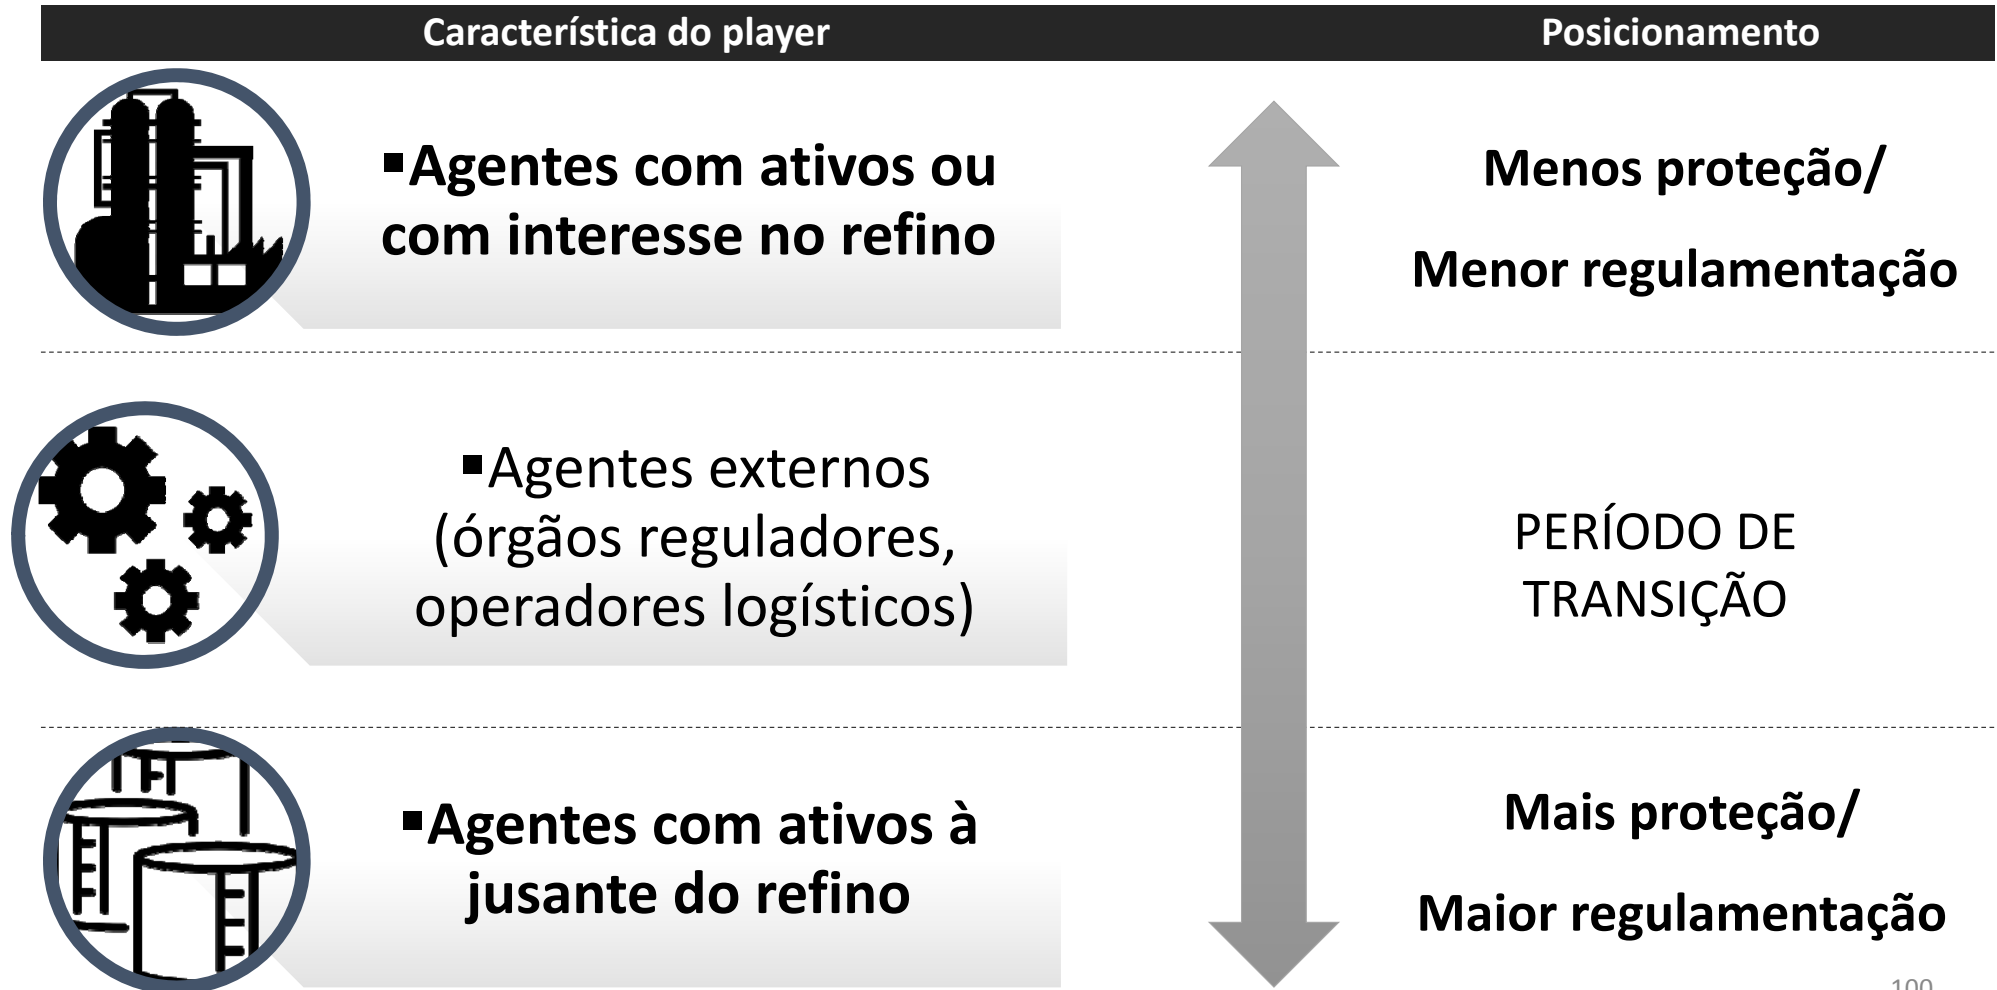 Característica do player
Posicionamento
▪Agentes com ativos ou
com interesse no refino
Menos proteção/
Menor regulamentação
▪Agentes externos
(órgãos reguladores,
operadores logísticos)
PERÍODO DE
TRANSIÇÃO
▪Agentes com ativos à
jusante do refino
Mais proteção/
Maior regulamentação
100